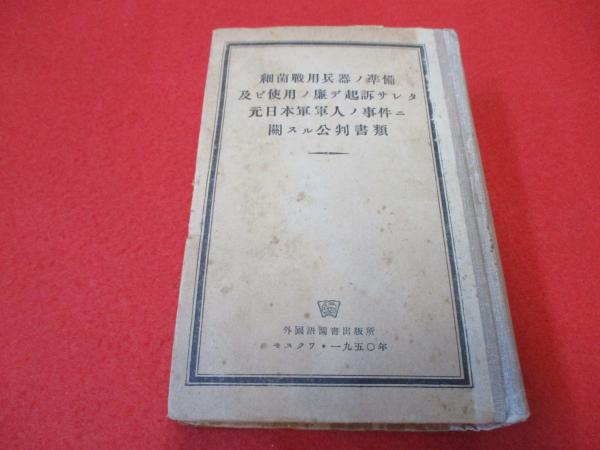 細菌戰用兵器ノ準備
及ビ使用ノ廉デ起訴サレタ
元日本軍軍人ノ事件ニ
關スル公判書類
外國語圖書出版所
モスクワ・一九五〇年